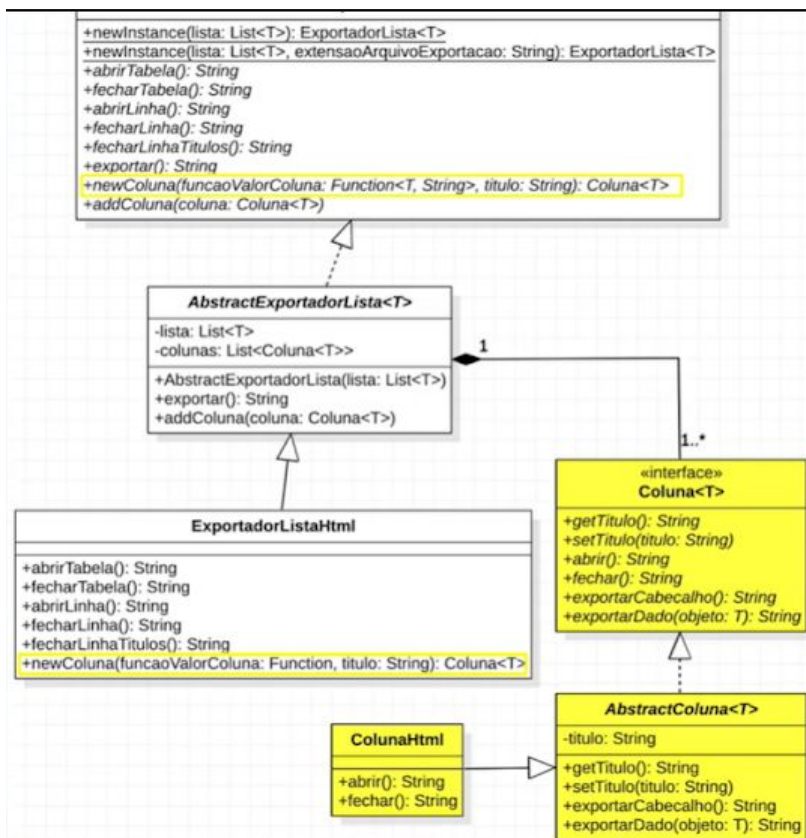 +newInstance(lista: List<T>): ExportadorLista<T>
+newInstance(lista: List<T>, extensaoArquivoExportacao: String): ExportadorLista<T>
+abrirTabela(): String
+fecharTabela(): String
+abrirLinha(): String
+fecharLinha(): String
+fecharLinhaTitulos(): String
+exportar(): String
+newColuna(funcaoValorColuna: Function<T, String>, titulo: String): Coluna<T>
+addColuna(coluna: Coluna<T>)
AbstractExportadorLista<T>
-lista: List<T>
-colunas: List<Coluna<T>>
+AbstractExportadorLista(lista: List<T>)
+exportar(): String
+addColuna(coluna: Coluna<T>)
1
1..*
«interface»
Coluna<T>
+getTitulo(): String
+setTitulo(titulo: String)
+abrir(): String
+fechar(): String
+exportarCabecalho(): String
+exportarDado(objeto: T): String
ExportadorListaHtml
+abrirTabela(): String
+fecharTabela(): String
+abrirLinha(): String
+fecharLinha(): String
+fecharLinhaTitulos(): String
+newColuna(funcaoValorColuna: Function, titulo: String): Coluna<T>
AbstractColuna<T>
-titulo: String
+getTitulo(): String
+setTitulo(titulo: String)
+exportarCabecalho(): String
+exportarDado(objeto: T): String
ColunaHtml
+abrir(): String
+fechar(): String